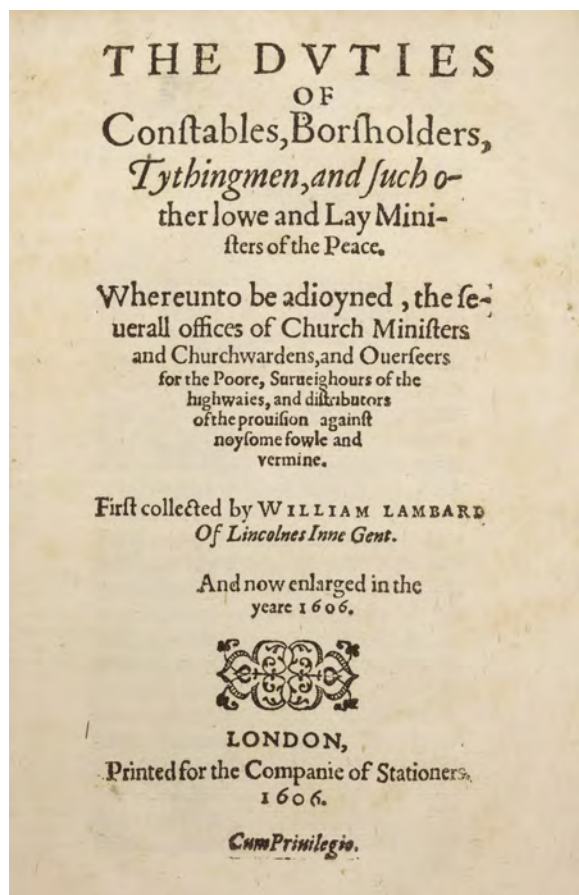 THE DVTIES
OF
Conſtables,Borſholders,
Tythingmen,and ſuch o-
ther lowe and Lay Mini-
ſters of the Peace.
Whereunto be adioyned , the ſe-
uerall offices of Church Miniſters
and Churchwardens,and Ouerſeers
for the Poore, Surueighours of the
highwaies, and diſtributors
of the prouiſion againſt
noyſome fowle and
vermine.
Firſt collected by WILLIAM LAMBARD
Of Lincolnes Inne Gent.
And now enlarged in the
yeare 1606.
LONDON,
Printed for the Companie of Stationers.
1606.
Cum Priuilegio.